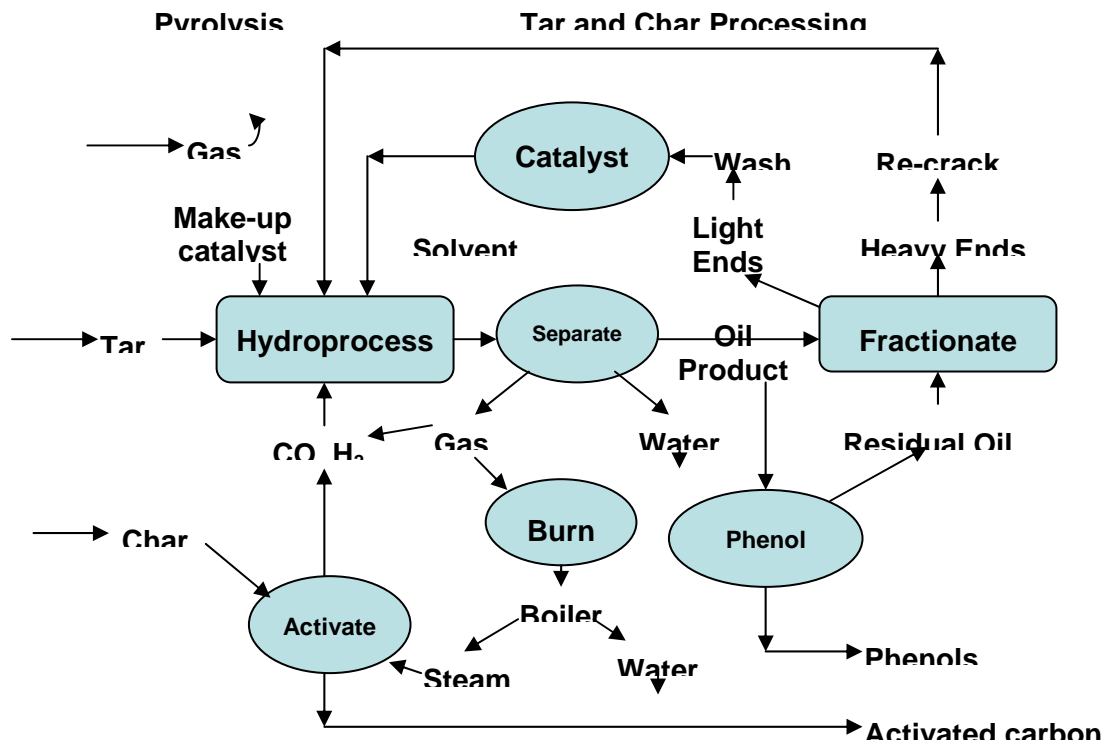 Pyrolysis
Tar and Char Processing
Gas
Catalyst
Wash
Re-crack
Make-up
catalyst
Solvent
Light
Ends
Heavy Ends
Tar
Hydroprocess
Separate
Oil
Product
Fractionate
CO, H₂
Gas
Water
Residual Oil
Char
Burn
Phenol
Activate
Boiler
Steam
Water
Phenols
Activated carbon